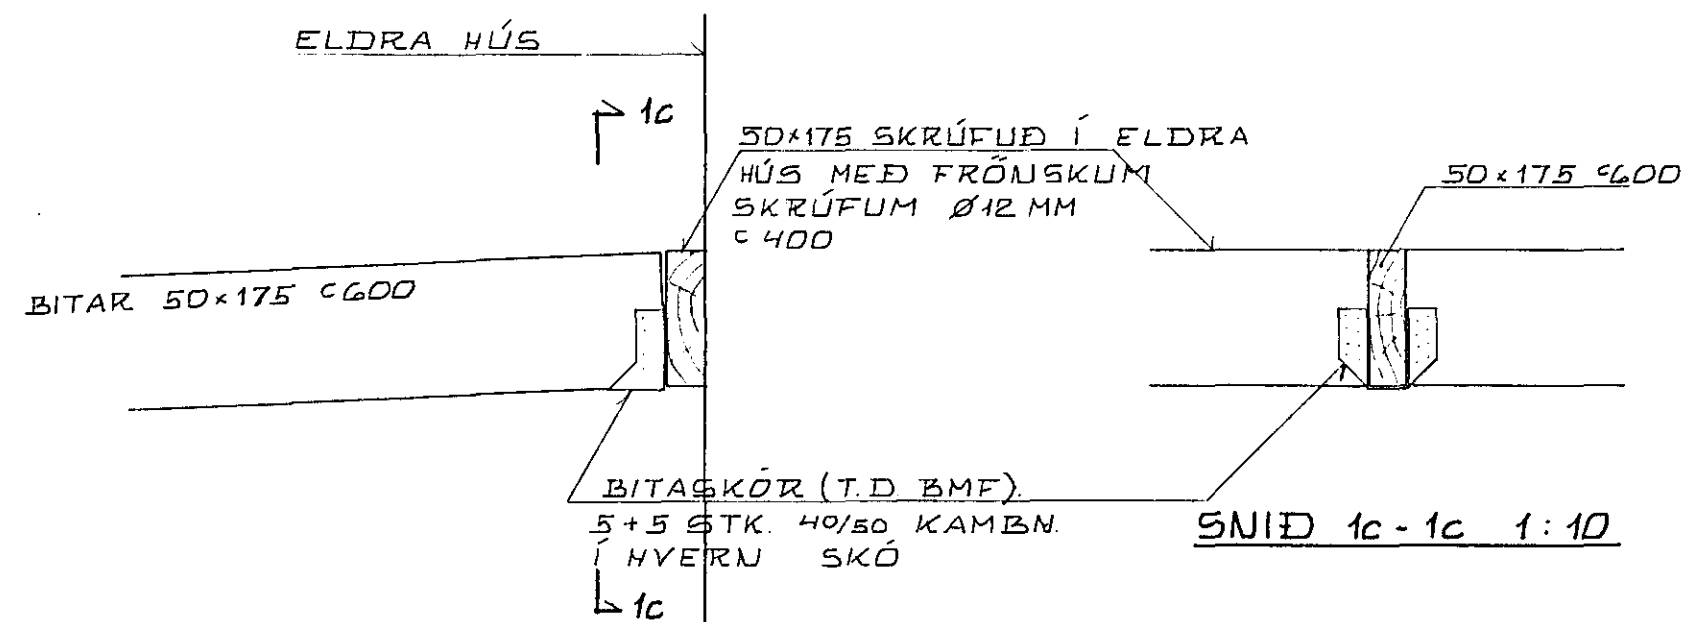 ELDRA HÚS
1c
50×175 SKRÚFUÐ Í ELDRA
HÚS MEÐ FRÖNSKUM
SKRÚFUM Ø12 MM
c 400
50×175 c600
BITAR 50×175 c600
BITASKÓR (T.D. BMF).
5+5 STK. 40/50 KAMBN.
Í HVERN SKÓ
1c
SNIÐ 1c-1c 1:10